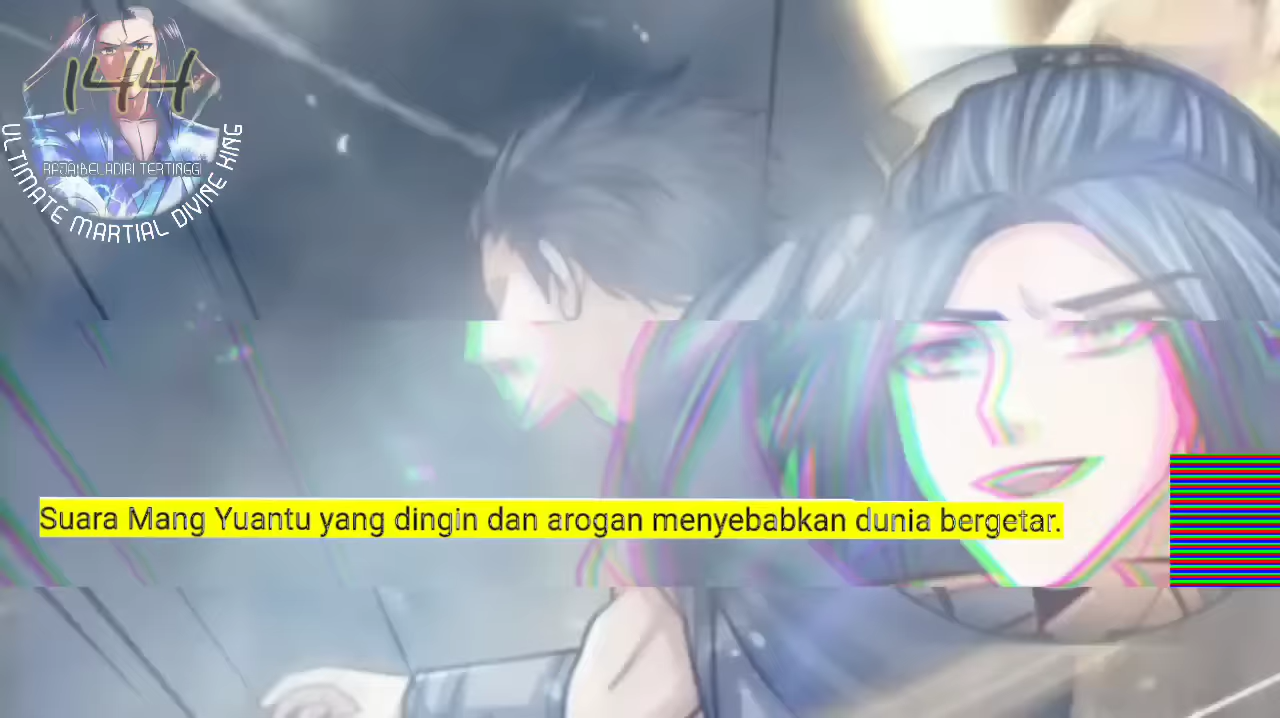 144
RAJA BELADIRI TERTINGGI
ULTIMATE MARTIAL DIVINE KING
Suara Mang Yuantu yang dingin dan arogan menyebabkan dunia bergetar.